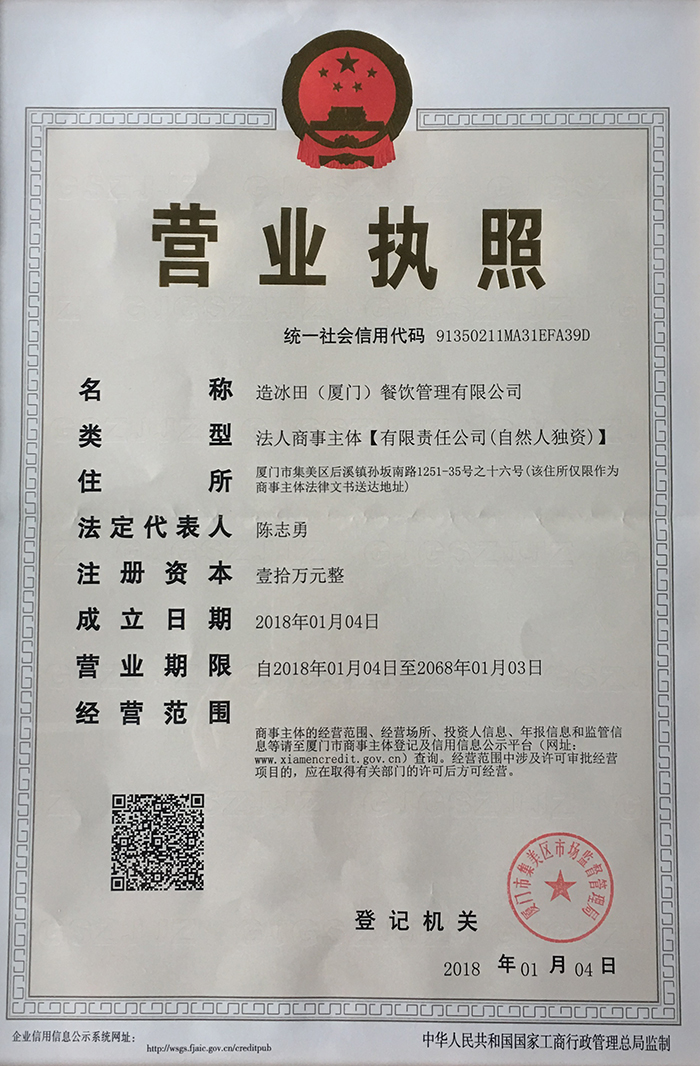 营业执照
统一社会信用代码 91350211MA31EFA39D
名称 造冰田（厦门）餐饮管理有限公司
类型 法人商事主体【有限责任公司(自然人独资)】
住所 厦门市集美区后溪镇孙坂南路1251-35号之十六号(该住所仅限作为
商事主体法律文书送达地址)
法定代表人 陈志勇
注册资本 壹拾万元整
成立日期 2018年01月04日
营业期限 自2018年01月04日至2068年01月03日
经营范围
商事主体的经营范围、经营场所、投资人信息、年报信息和监管信
息等请至厦门市商事主体登记及信用信息公示平台（网址：
www.xiamencredit.gov.cn）查询。经营范围中涉及许可审批经营
项目的，应在取得有关部门的许可后方可经营。
厦门市集美区市场监督管理局
登记机关
2018 年 01 月 04 日
企业信用信息公示系统网址：
http://wsgs.fjaic.gov.cn/creditpub
中华人民共和国国家工商行政管理总局监制